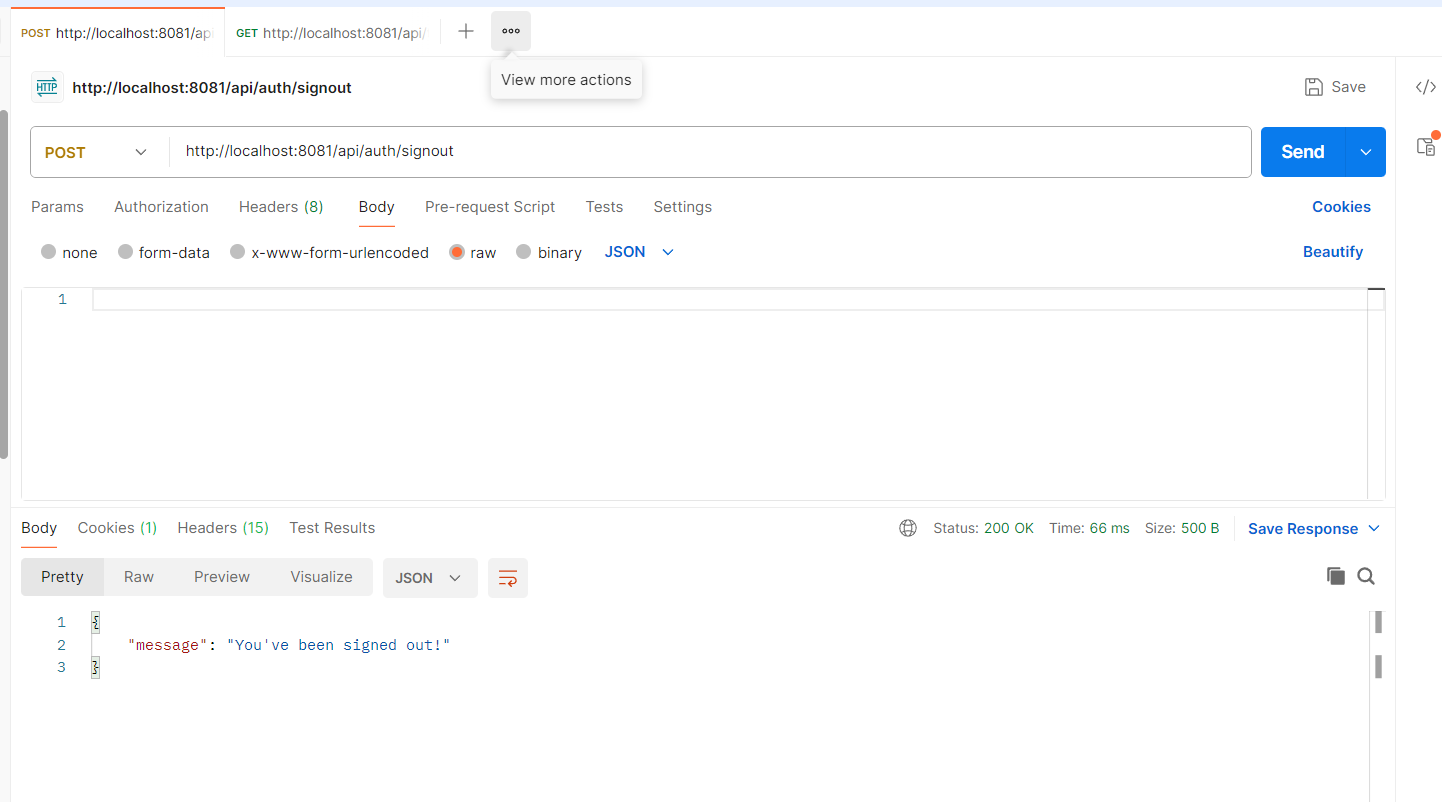 POST http://localhost:8081/api GET http://localhost:8081/api/
View more actions
HTTP http://localhost:8081/api/auth/signout Save
POST http://localhost:8081/api/auth/signout Send
Params Authorization Headers (8) Body Pre-request Script Tests Settings Cookies
none form-data x-www-form-urlencoded raw binary JSON Beautify
1
Body Cookies (1) Headers (15) Test Results Status: 200 OK Time: 66 ms Size: 500 B Save Response
Pretty Raw Preview Visualize JSON
1 {
2 "message": "You've been signed out!"
3 }